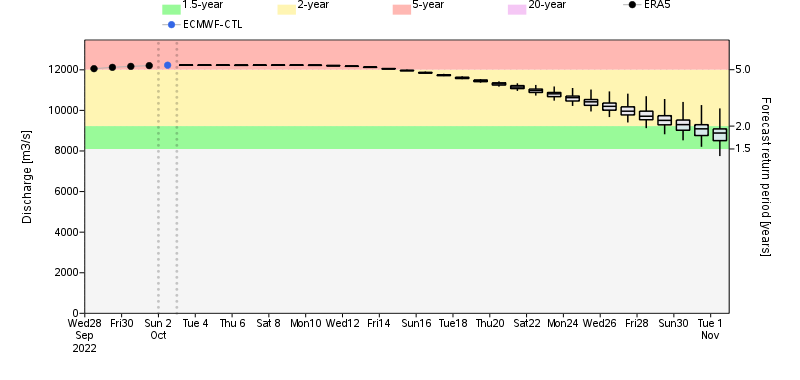 1.5-year 2-year 5-year 20-year ERA5
ECMWF-CTL
12000 5.0
10000
2.0
8000 1.5
6000
4000
2000
0
Discharge [m3/s]
Forecast return period [years]
Wed28 Fri30 Sun 2 Tue 4 Thu 6 Sat 8 Mon10 Wed12 Fri14 Sun16 Tue18 Thu20 Sat22 Mon24 Wed26 Fri28 Sun30 Tue 1
Sep Oct Nov
2022